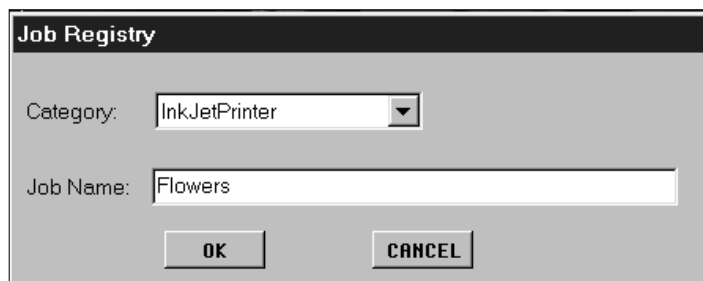 Job Registry
Category: InkJetPrinter
Job Name: Flowers
OK CANCEL